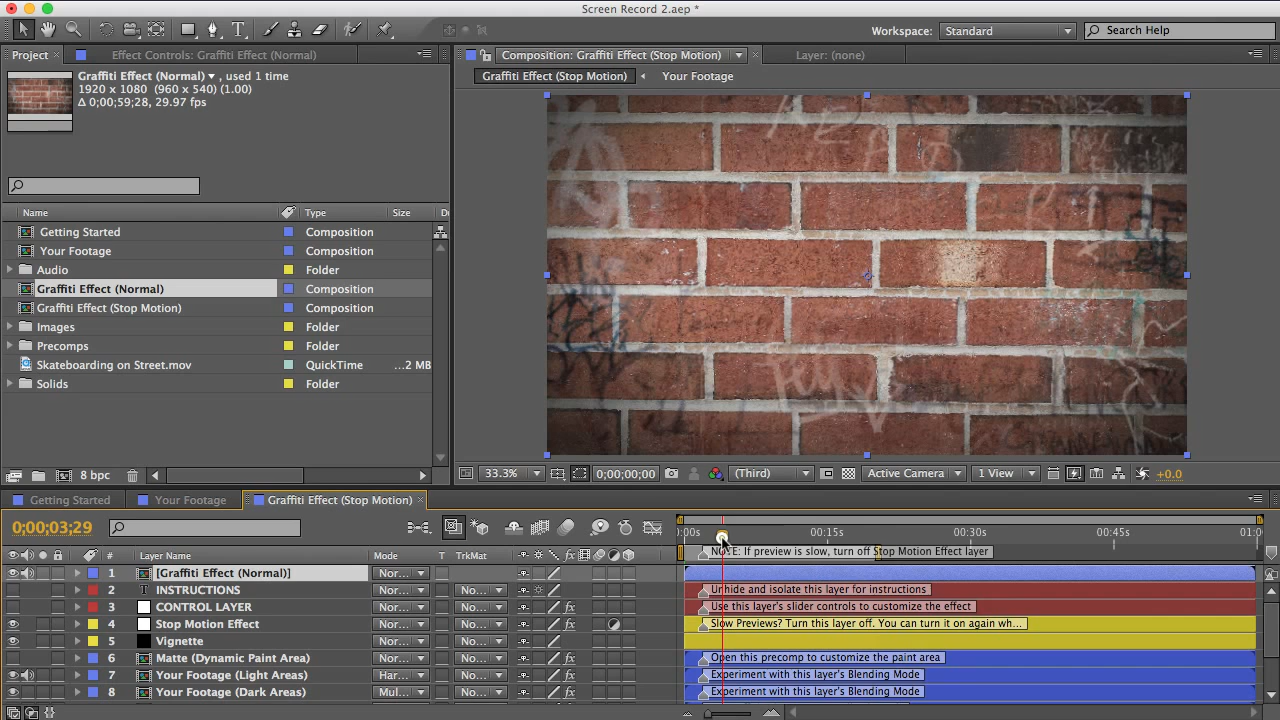 Screen Record 2.aep *
Workspace: Standard Search Help
Project Effect Controls: Graffiti Effect (Normal)
Composition: Graffiti Effect (Stop Motion) Layer: (none)
Graffiti Effect (Normal) , used 1 time
1920 x 1080 (960 x 540) (1.00)
Δ 0;00;59;28, 29.97 fps
Graffiti Effect (Stop Motion) Your Footage
Name Type Size
Getting Started Composition
Your Footage Composition
Audio Folder
Graffiti Effect (Normal) Composition
Graffiti Effect (Stop Motion) Composition
Images Folder
Precomps Folder
Skateboarding on Street.mov QuickTime ...2 MB
Solids Folder
8 bpc
33.3% 0;00;00;00 (Third) Active Camera 1 View +0.0
Getting Started Your Footage Graffiti Effect (Stop Motion)
0;00;03;29
):00s 00:15s 00:30s 00:45s 01:0
# Layer Name Mode TrkMat
NOTE: If preview is slow, turn off Stop Motion Effect layer
1 [Graffiti Effect (Normal)] Nor...
2 INSTRUCTIONS Nor... No... Unhide and isolate this layer for instructions
3 CONTROL LAYER Nor... No... fx Use this layer's slider controls to customize the effect
4 Stop Motion Effect Nor... No... fx Slow Previews? Turn this layer off. You can turn it on again wh...
5 Vignette Nor... No...
6 Matte (Dynamic Paint Area) Nor... No... fx Open this precomp to customize the paint area
7 Your Footage (Light Areas) Har... No... fx Experiment with this layer's Blending Mode
8 Your Footage (Dark Areas) Mul... No... fx Experiment with this layer's Blending Mode